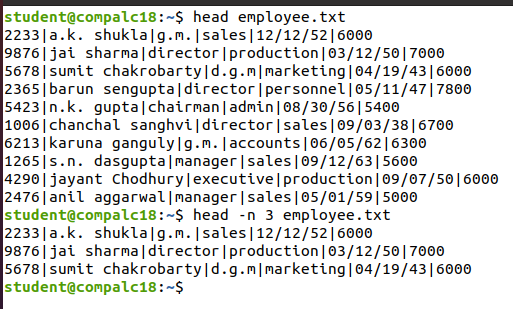 student@compalc18:~$ head employee.txt
2233|a.k. shukla|g.m.|sales|12/12/52|6000
9876|jai sharma|director|production|03/12/50|7000
5678|sumit chakrobarty|d.g.m|marketing|04/19/43|6000
2365|barun sengupta|director|personnel|05/11/47|7800
5423|n.k. gupta|chairman|admin|08/30/56|5400
1006|chanchal sanghvi|director|sales|09/03/38|6700
6213|karuna ganguly|g.m.|accounts|06/05/62|6300
1265|s.n. dasgupta|manager|sales|09/12/63|5600
4290|jayant Chodhury|executive|production|09/07/50|6000
2476|anil aggarwal|manager|sales|05/01/59|5000
student@compalc18:~$ head -n 3 employee.txt
2233|a.k. shukla|g.m.|sales|12/12/52|6000
9876|jai sharma|director|production|03/12/50|7000
5678|sumit chakrobarty|d.g.m|marketing|04/19/43|6000
student@compalc18:~$